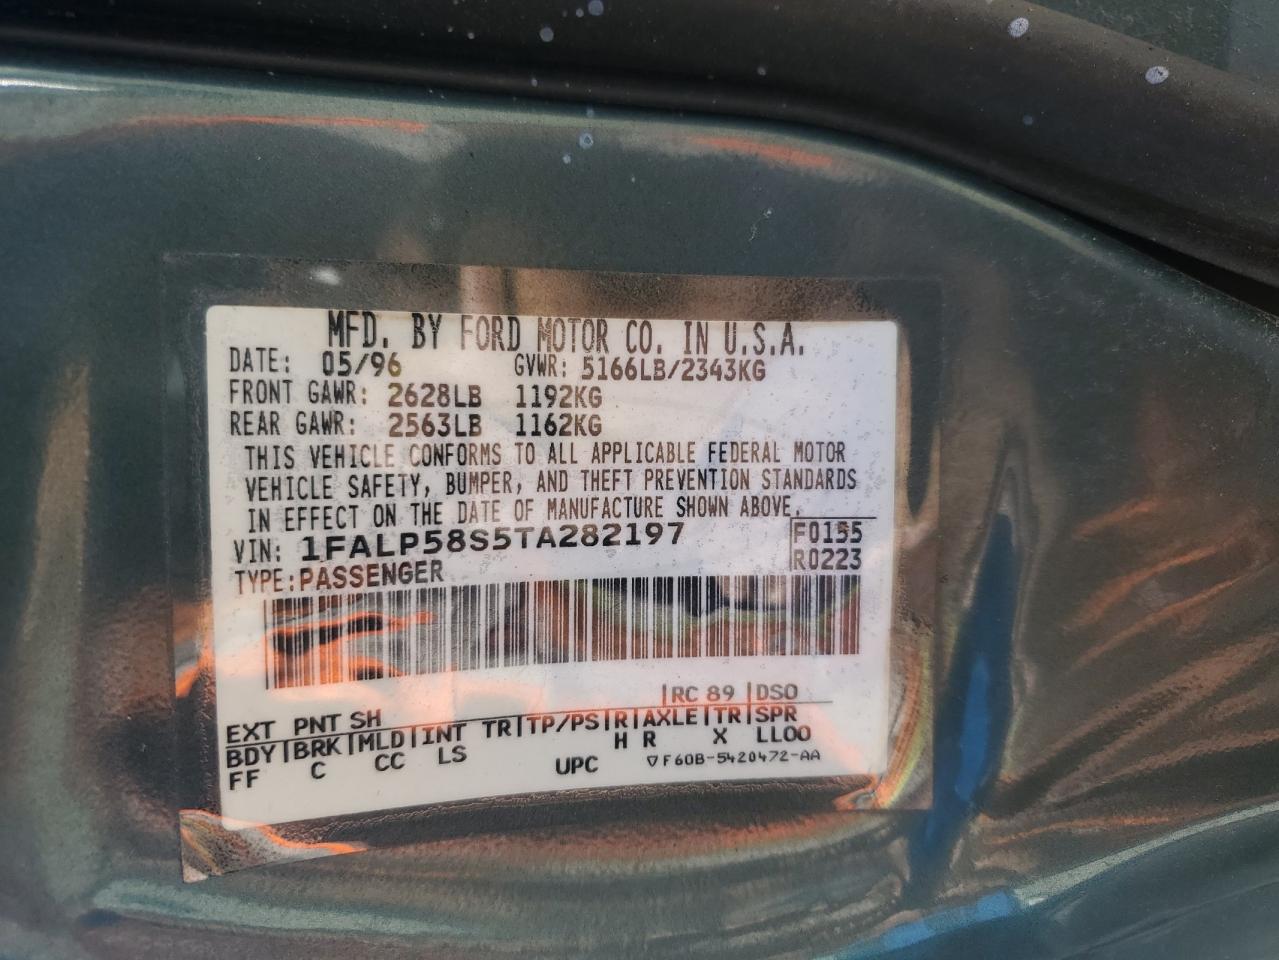 MFD. BY FORD MOTOR CO. IN U.S.A.
DATE: 05/96 GVWR: 5166LB/2343KG
FRONT GAWR: 2628LB 1192KG
REAR GAWR: 2563LB 1162KG
THIS VEHICLE CONFORMS TO ALL APPLICABLE FEDERAL MOTOR
VEHICLE SAFETY, BUMPER, AND THEFT PREVENTION STANDARDS
IN EFFECT ON THE DATE OF MANUFACTURE SHOWN ABOVE.
VIN: 1FALP58S5TA282197 F0155
TYPE: PASSENGER R0223
RC 89 DSO
EXT PNT SH
BDY BRK MLD INT TR TP/PS R AXLE TR SPR
FF C CC LS H R X LL00
UPC ▽F60B-5420472-AA